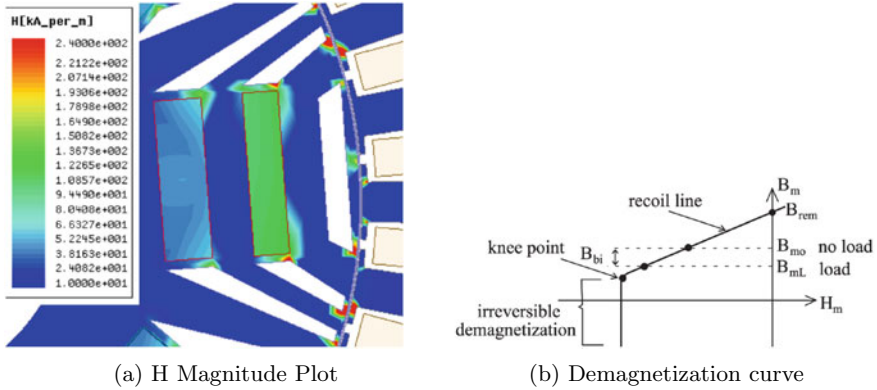 H[kA_per_m]
2.4000e+002
2.2122e+002
2.0714e+002
1.9306e+002
1.7898e+002
1.6490e+002
1.5082e+002
1.3673e+002
1.2265e+002
1.0857e+002
9.4490e+001
8.0408e+001
6.6327e+001
5.2245e+001
3.8163e+001
2.4082e+001
1.0000e+001
(a) H Magnitude Plot
B_m
recoil line
B_rem
knee point
B_bi
B_mo no load
B_mL load
irreversible
demagnetization
H_m
(b) Demagnetization curve